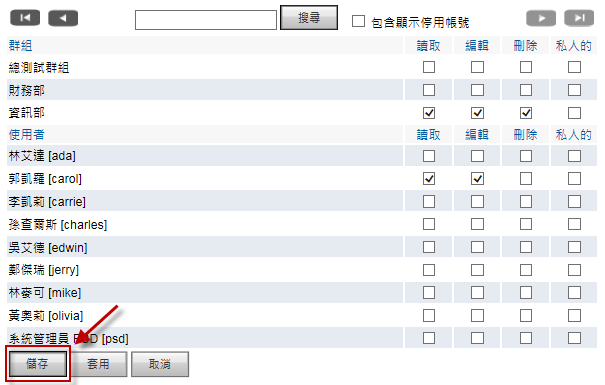 搜尋 包含顯示停用帳號
群組 讀取 編輯 刪除 私人的
總測試群組
財務部
資訊部
使用者 讀取 編輯 刪除 私人的
林艾達 [ada]
郭凱羅 [carol]
李凱莉 [carrie]
孫查爾斯 [charles]
吳艾德 [edwin]
鄭傑瑞 [jerry]
林麥可 [mike]
黃奧莉 [olivia]
系統管理員 [psd]
儲存 套用 取消